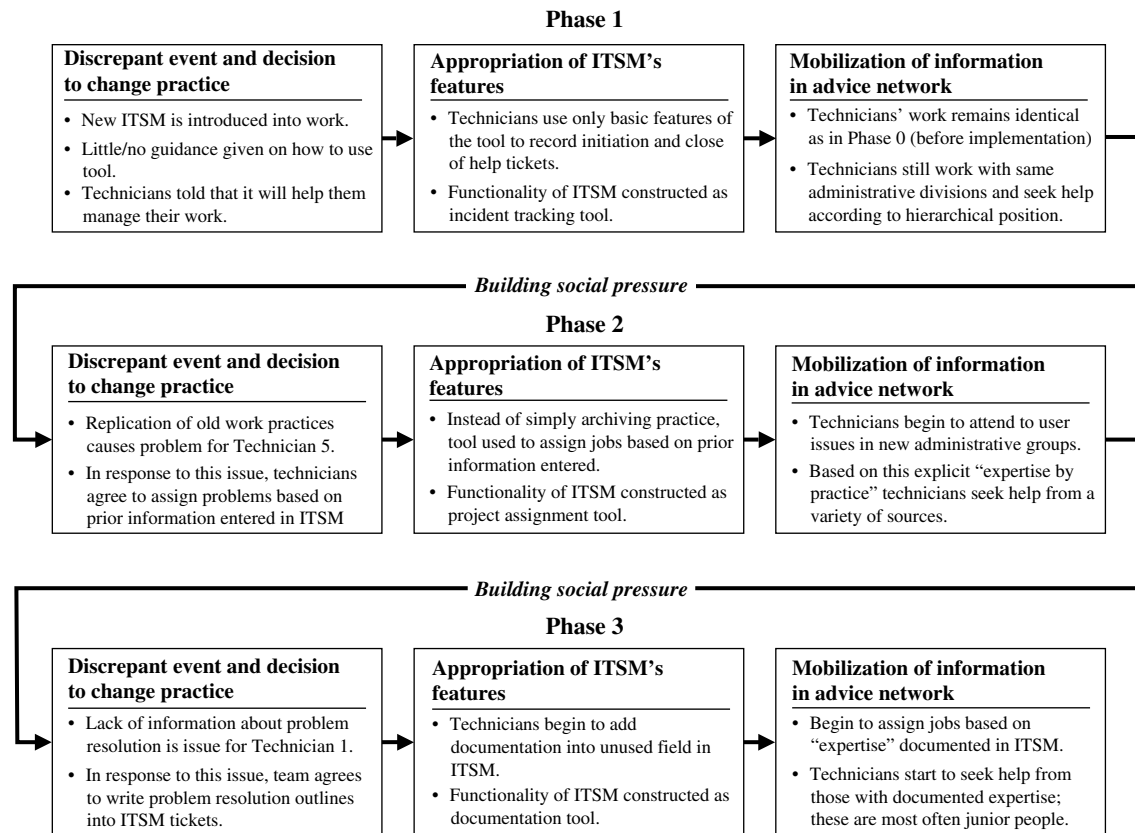 Phase 1
Discrepant event and decision
to change practice
• New ITSM is introduced into work.
• Little/no guidance given on how to use
tool.
• Technicians told that it will help them
manage their work.
Appropriation of ITSM’s
features
• Technicians use only basic features of
the tool to record initiation and close
of help tickets.
• Functionality of ITSM constructed as
incident tracking tool.
Mobilization of information
in advice network
• Technicians’ work remains identical
as in Phase 0 (before implementation)
• Technicians still work with same
administrative divisions and seek help
according to hierarchical position.
Building social pressure
Phase 2
Discrepant event and decision
to change practice
• Replication of old work practices
causes problem for Technician 5.
• In response to this issue, technicians
agree to assign problems based on
prior information entered in ITSM
Appropriation of ITSM’s
features
• Instead of simply archiving practice,
tool used to assign jobs based on prior
information entered.
• Functionality of ITSM constructed as
project assignment tool.
Mobilization of information
in advice network
• Technicians begin to attend to user
issues in new administrative groups.
• Based on this explicit “expertise by
practice” technicians seek help from a
variety of sources.
Building social pressure
Phase 3
Discrepant event and decision
to change practice
• Lack of information about problem
resolution is issue for Technician 1.
• In response to this issue, team agrees
to write problem resolution outlines
into ITSM tickets.
Appropriation of ITSM’s
features
• Technicians begin to add
documentation into unused field in
ITSM.
• Functionality of ITSM constructed as
documentation tool.
Mobilization of information
in advice network
• Begin to assign jobs based on
“expertise” documented in ITSM.
• Technicians start to seek help from
those with documented expertise;
these are most often junior people.